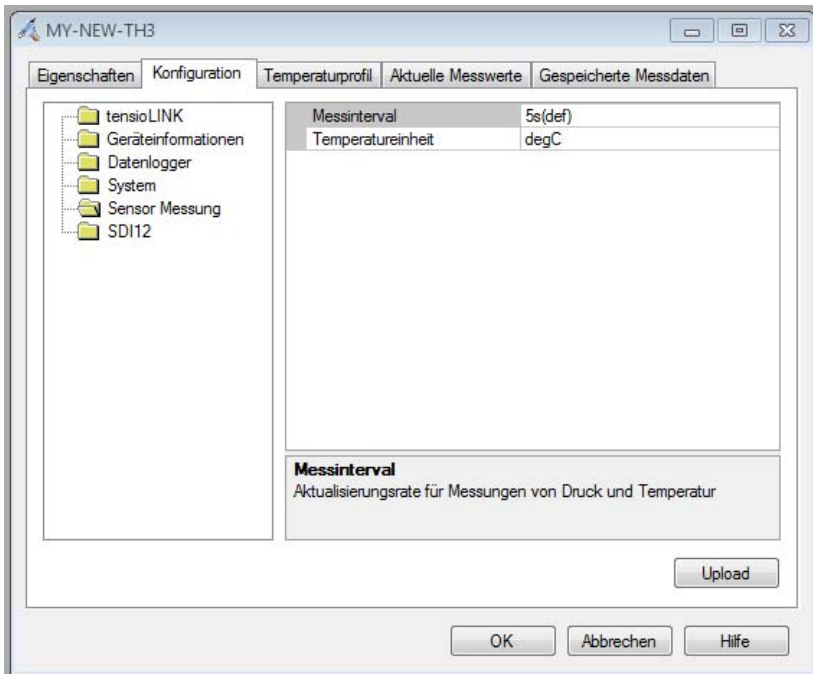 MY-NEW-TH3
Eigenschaften Konfiguration Temperaturprofil Aktuelle Messwerte Gespeicherte Messdaten
tensioLINK
Geräteinformationen
Datenlogger
System
Sensor Messung
SDI12
Messinterval 5s(def)
Temperatureinheit degC
Messinterval
Aktualisierungsrate für Messungen von Druck und Temperatur
Upload
OK Abbrechen Hilfe